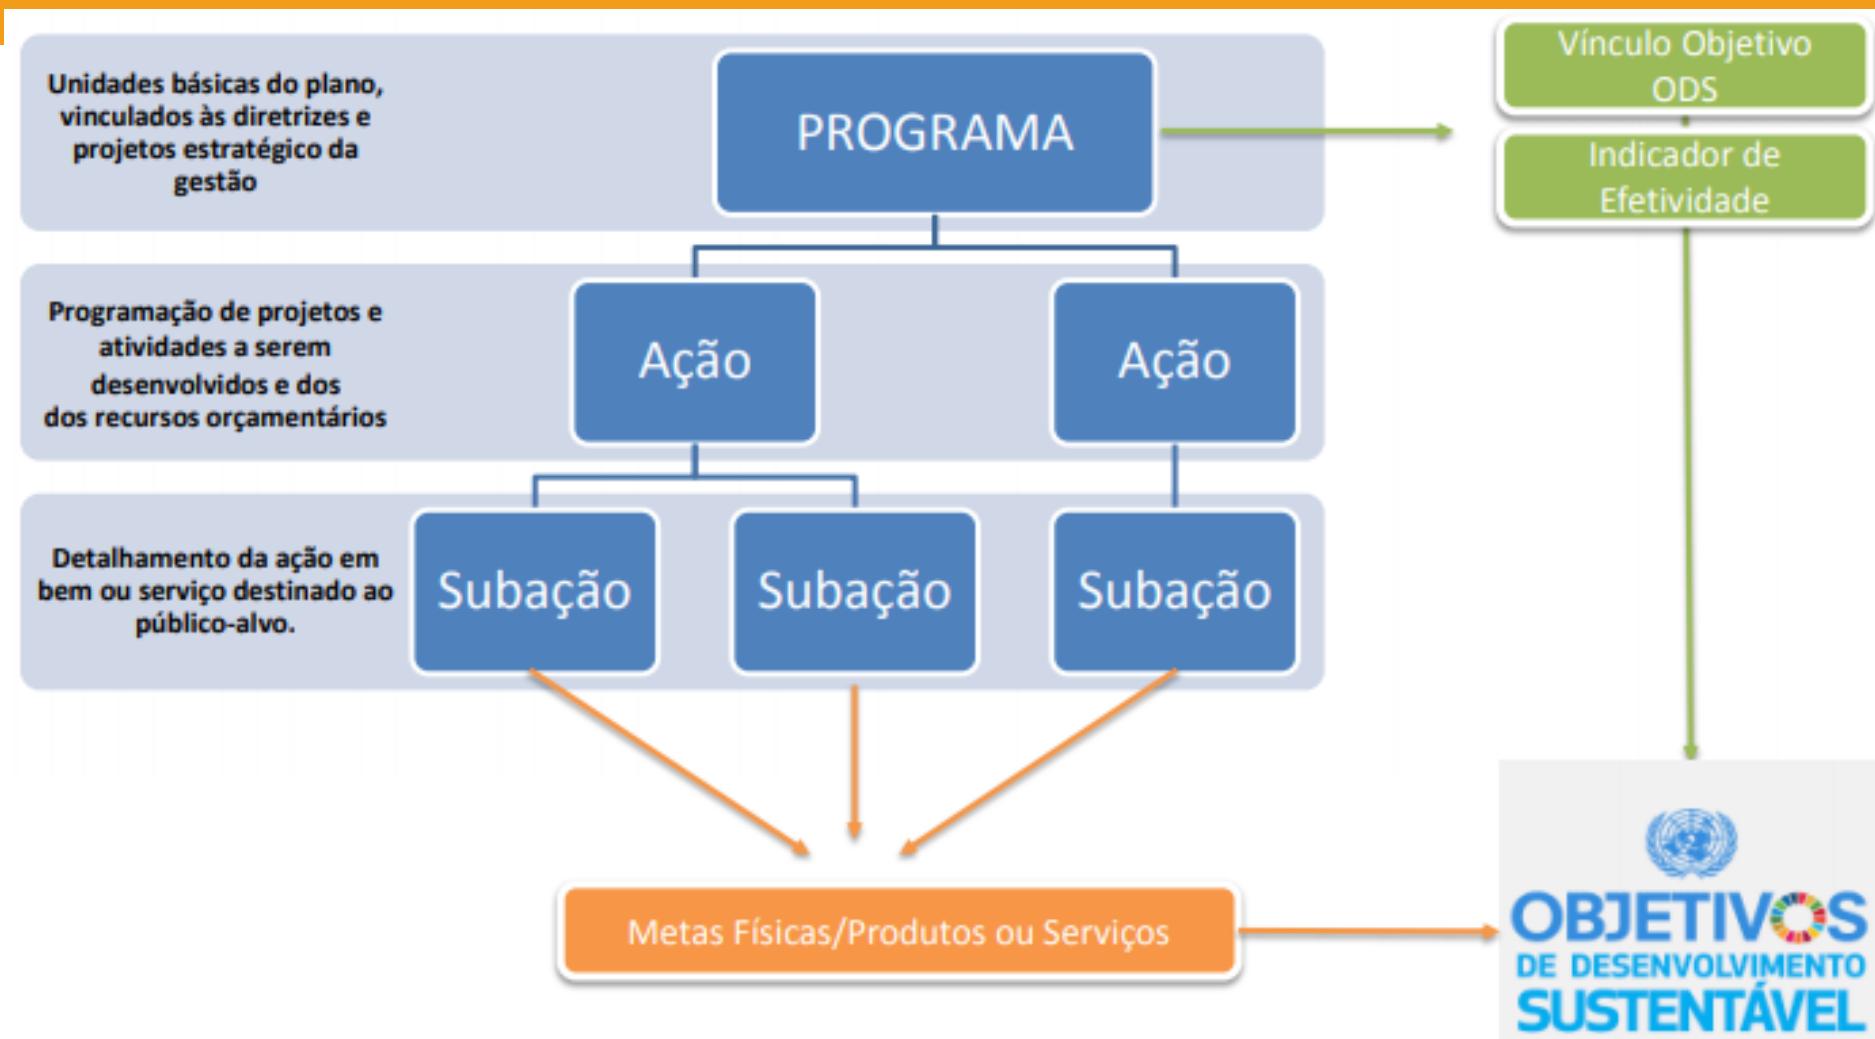 Unidades básicas do plano,
vinculados às diretrizes e
projetos estratégico da
gestão
PROGRAMA
Vínculo Objetivo
ODS
Indicador de
Efetividade
Programação de projetos e
atividades a serem
desenvolvidos e dos
dos recursos orçamentários
Ação
Ação
Detalhamento da ação em
bem ou serviço destinado ao
público-alvo.
Subação
Subação
Subação
Metas Físicas/Produtos ou Serviços
OBJETIVOS
DE DESENVOLVIMENTO
SUSTENTÁVEL